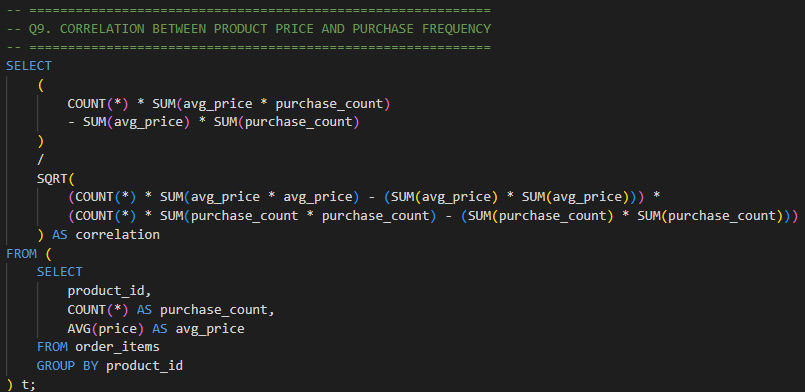 -- ============================================================
-- Q9. CORRELATION BETWEEN PRODUCT PRICE AND PURCHASE FREQUENCY
-- ============================================================
SELECT
    (
        COUNT(*) * SUM(avg_price * purchase_count)
        - SUM(avg_price) * SUM(purchase_count)
    )
    /
    SQRT(
        (COUNT(*) * SUM(avg_price * avg_price) - (SUM(avg_price) * SUM(avg_price))) *
        (COUNT(*) * SUM(purchase_count * purchase_count) - (SUM(purchase_count) * SUM(purchase_count)))
    ) AS correlation
FROM (
    SELECT
        product_id,
        COUNT(*) AS purchase_count,
        AVG(price) AS avg_price
    FROM order_items
    GROUP BY product_id
) t;